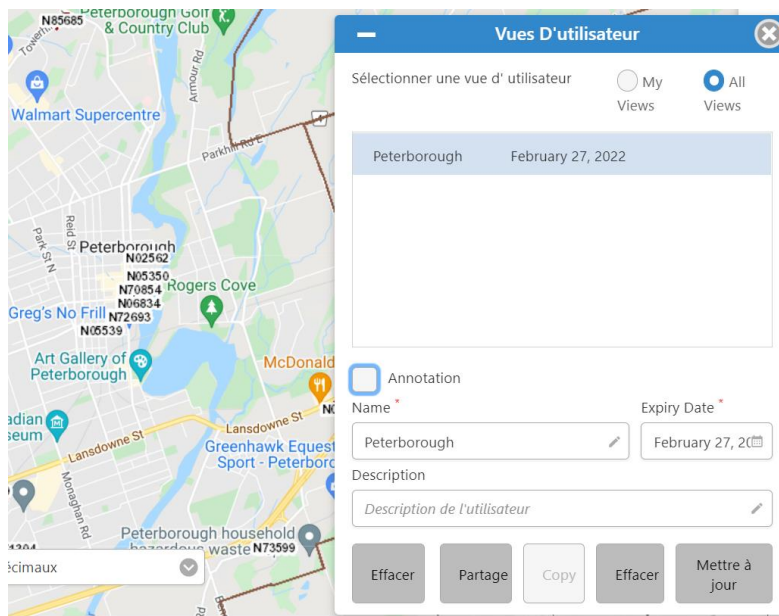 Peterborough Golf
& Country Club
N85685
Armour Rd
Walmart Supercentre
Parkhill Rd E
Reid St
Park St N
Peterborough
N02562
N05350
N70854
N06834
N72693
N05539
Rogers Cove
Greg's No Frill
Art Gallery of
Peterborough
McDonald
Lansdowne St
Lansdowne St
Greenhawk Equest
Sport - Peterboro
Monaghan Rd
Peterborough household
hazardous waste
N73599
écimaux
Vues D'utilisateur
Sélectionner une vue d' utilisateur
My
Views
All
Views
Peterborough February 27, 2022
Annotation
Name *
Expiry Date *
Peterborough
February 27, 20
Description
Description de l'utilisateur
Effacer
Partage
Copy
Effacer
Mettre à
jour